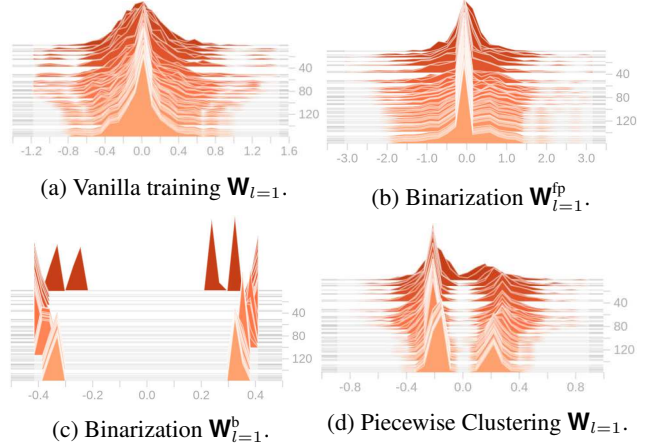 40
80
120
-1.2 -0.8 -0.4 0.0 0.4 0.8 1.2 1.6
(a) Vanilla training W_{l=1}.
40
80
120
-3.0 -2.0 -1.0 0.0 1.0 2.0 3.0
(b) Binarization W^{fp}_{l=1}.
40
80
120
-0.4 -0.2 0.0 0.2 0.4
(c) Binarization W^{b}_{l=1}.
40
80
120
-0.8 -0.4 0.0 0.4 0.8
(d) Piecewise Clustering W_{l=1}.